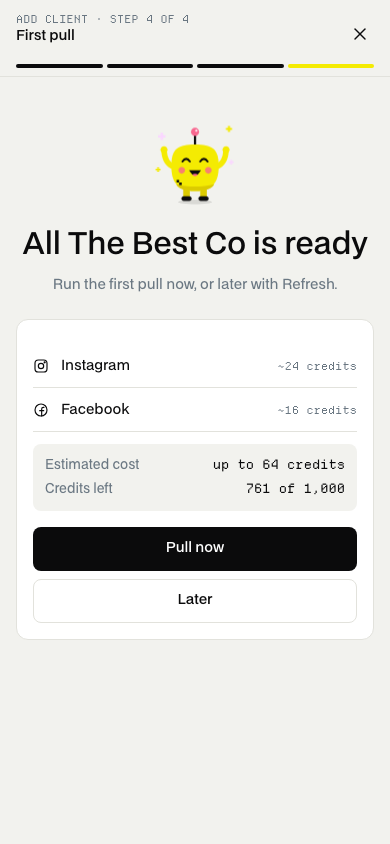 ADD CLIENT · STEP 4 OF 4
First pull
All The Best Co is ready
Run the first pull now, or later with Refresh.
Instagram ~24 credits
Facebook ~16 credits
Estimated cost up to 64 credits
Credits left 761 of 1,000
Pull now
Later